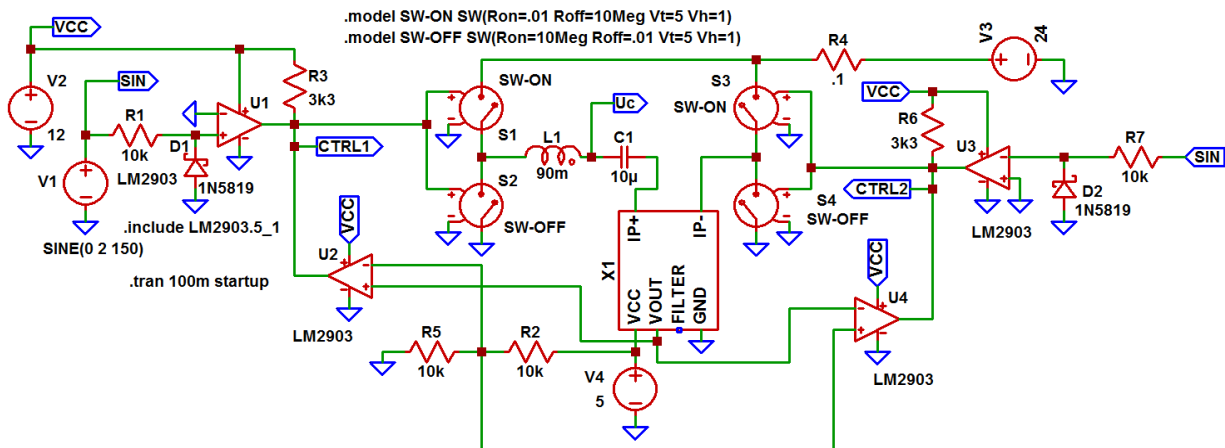 .model SW-ON SW(Ron=.01 Roff=10Meg Vt=5 Vh=1)
.model SW-OFF SW(Ron=10Meg Roff=.01 Vt=5 Vh=1)
VCC
V2
12
SIN
R1
10k
V1
SINE(0 2 150)
D1
1N5819
LM2903
U1
R3
3k3
CTRL1
.include LM2903.5_1
.tran 100m startup
SW-ON
S1
S2
SW-OFF
L1
90m
Uc
C1
10µ
S3
SW-ON
S4
SW-OFF
R4
.1
V3
24
VCC
R6
3k3
U3
CTRL2
LM2903
D2
1N5819
R7
10k
SIN
VCC
U2
LM2903
X1
IP+
IP-
VCC
VOUT
FILTER
GND
R5
10k
R2
10k
V4
5
VCC
U4
LM2903